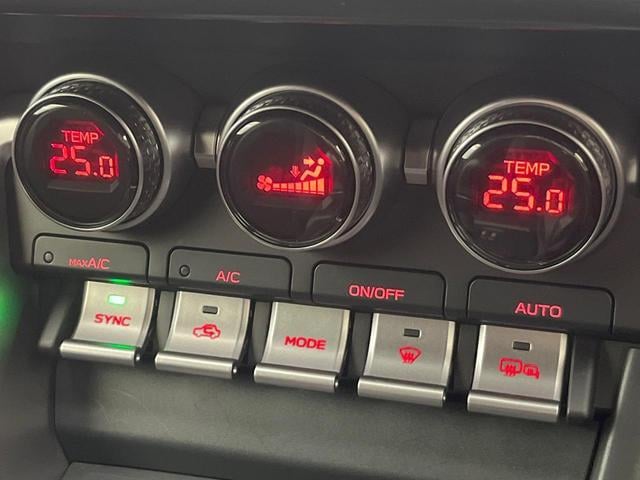 TEMP
25.0
TEMP
25.0
MAX A/C
A/C
ON/OFF
AUTO
SYNC
MODE